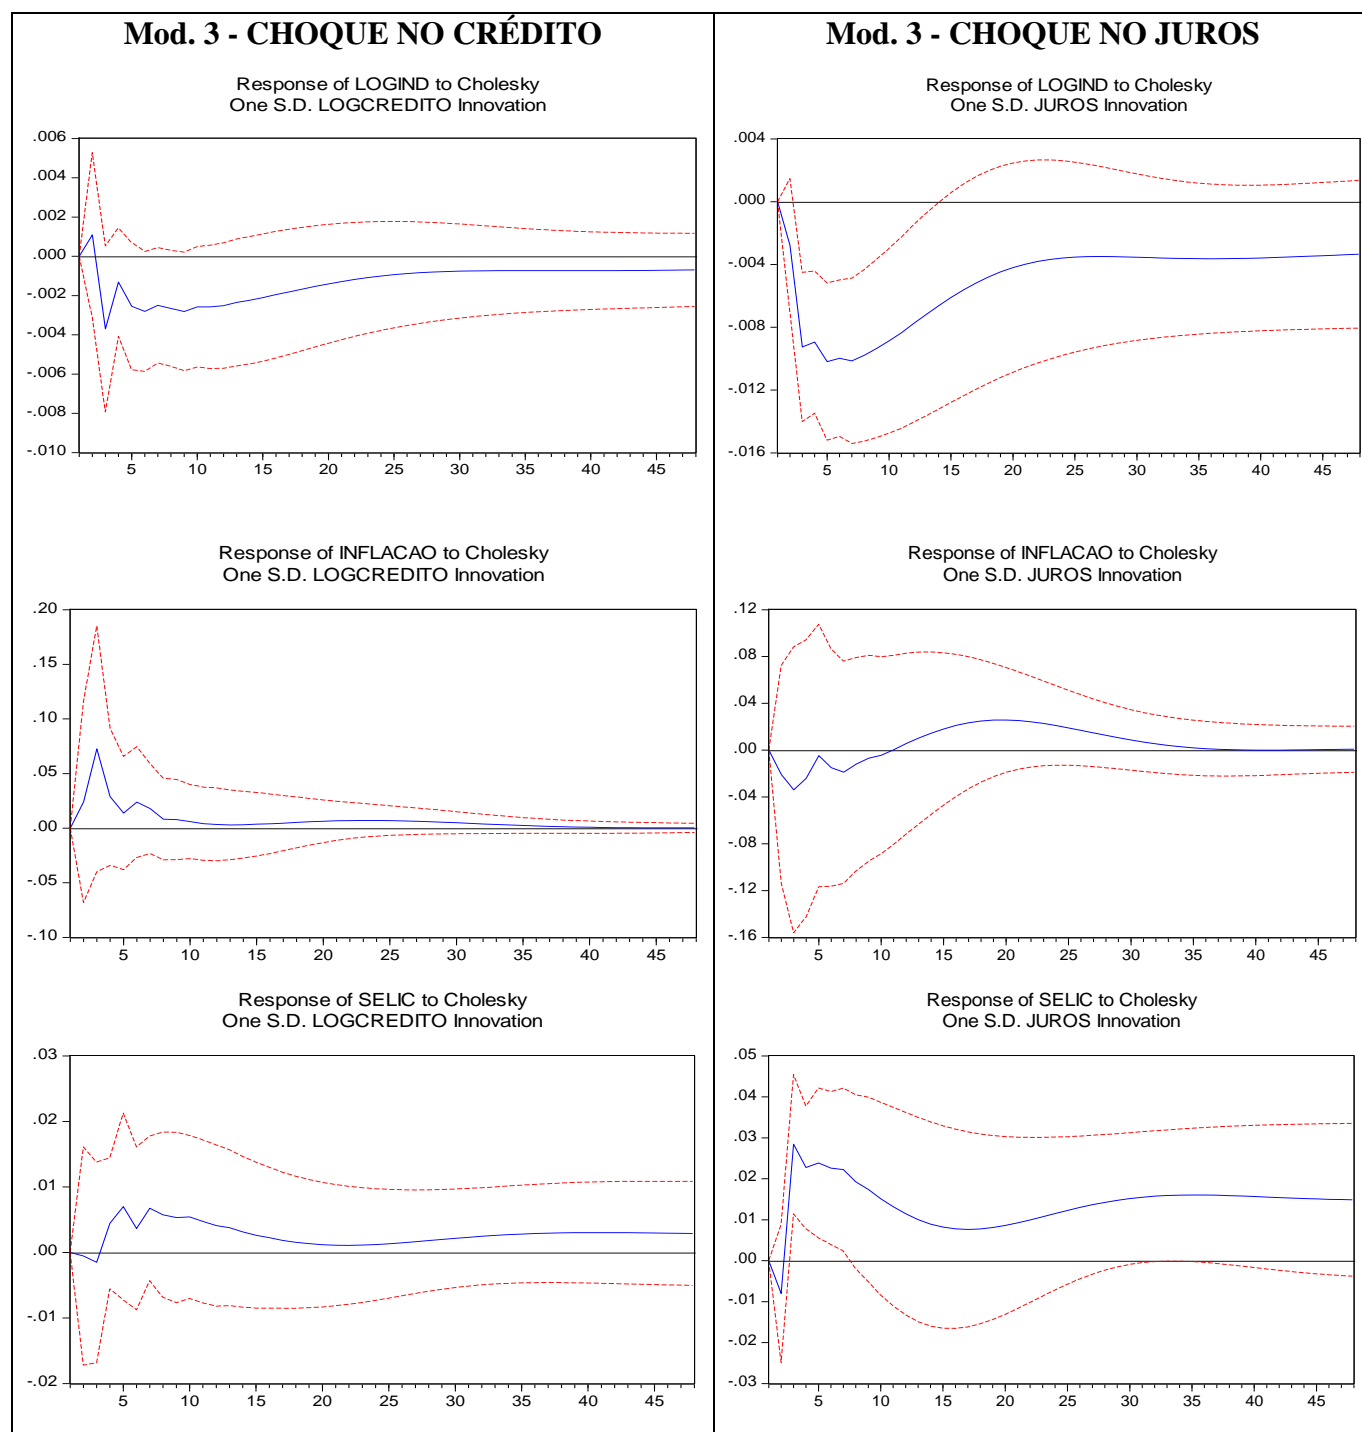 Mod. 3 - CHOQUE NO CRÉDITO
Response of LOGIND to Cholesky
One S.D. LOGCREDITO Innovation
.006
.004
.002
.000
-.002
-.004
-.006
-.008
-.010
5 10 15 20 25 30 35 40 45
Response of INFLACAO to Cholesky
One S.D. LOGCREDITO Innovation
.20
.15
.10
.05
.00
-.05
-.10
5 10 15 20 25 30 35 40 45
Response of SELIC to Cholesky
One S.D. LOGCREDITO Innovation
.03
.02
.01
.00
-.01
-.02
5 10 15 20 25 30 35 40 45
Mod. 3 - CHOQUE NO JUROS
Response of LOGIND to Cholesky
One S.D. JUROS Innovation
.004
.000
-.004
-.008
-.012
-.016
5 10 15 20 25 30 35 40 45
Response of INFLACAO to Cholesky
One S.D. JUROS Innovation
.12
.08
.04
.00
-.04
-.08
-.12
-.16
5 10 15 20 25 30 35 40 45
Response of SELIC to Cholesky
One S.D. JUROS Innovation
.05
.04
.03
.02
.01
.00
-.01
-.02
-.03
5 10 15 20 25 30 35 40 45